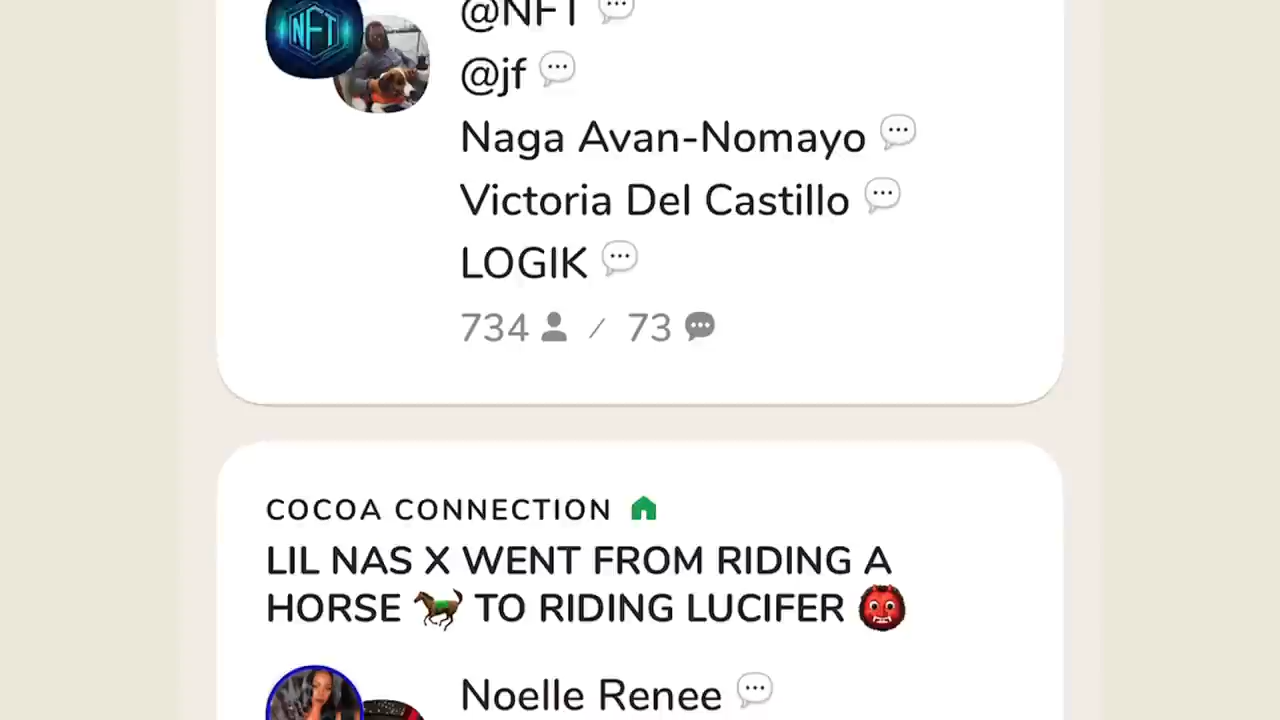 @NFT
NFT
@jf
Naga Avan-Nomayo
Victoria Del Castillo
LOGIK
734 / 73
COCOA CONNECTION
LIL NAS X WENT FROM RIDING A
HORSE 🐎 TO RIDING LUCIFER 👹
Noelle Renee